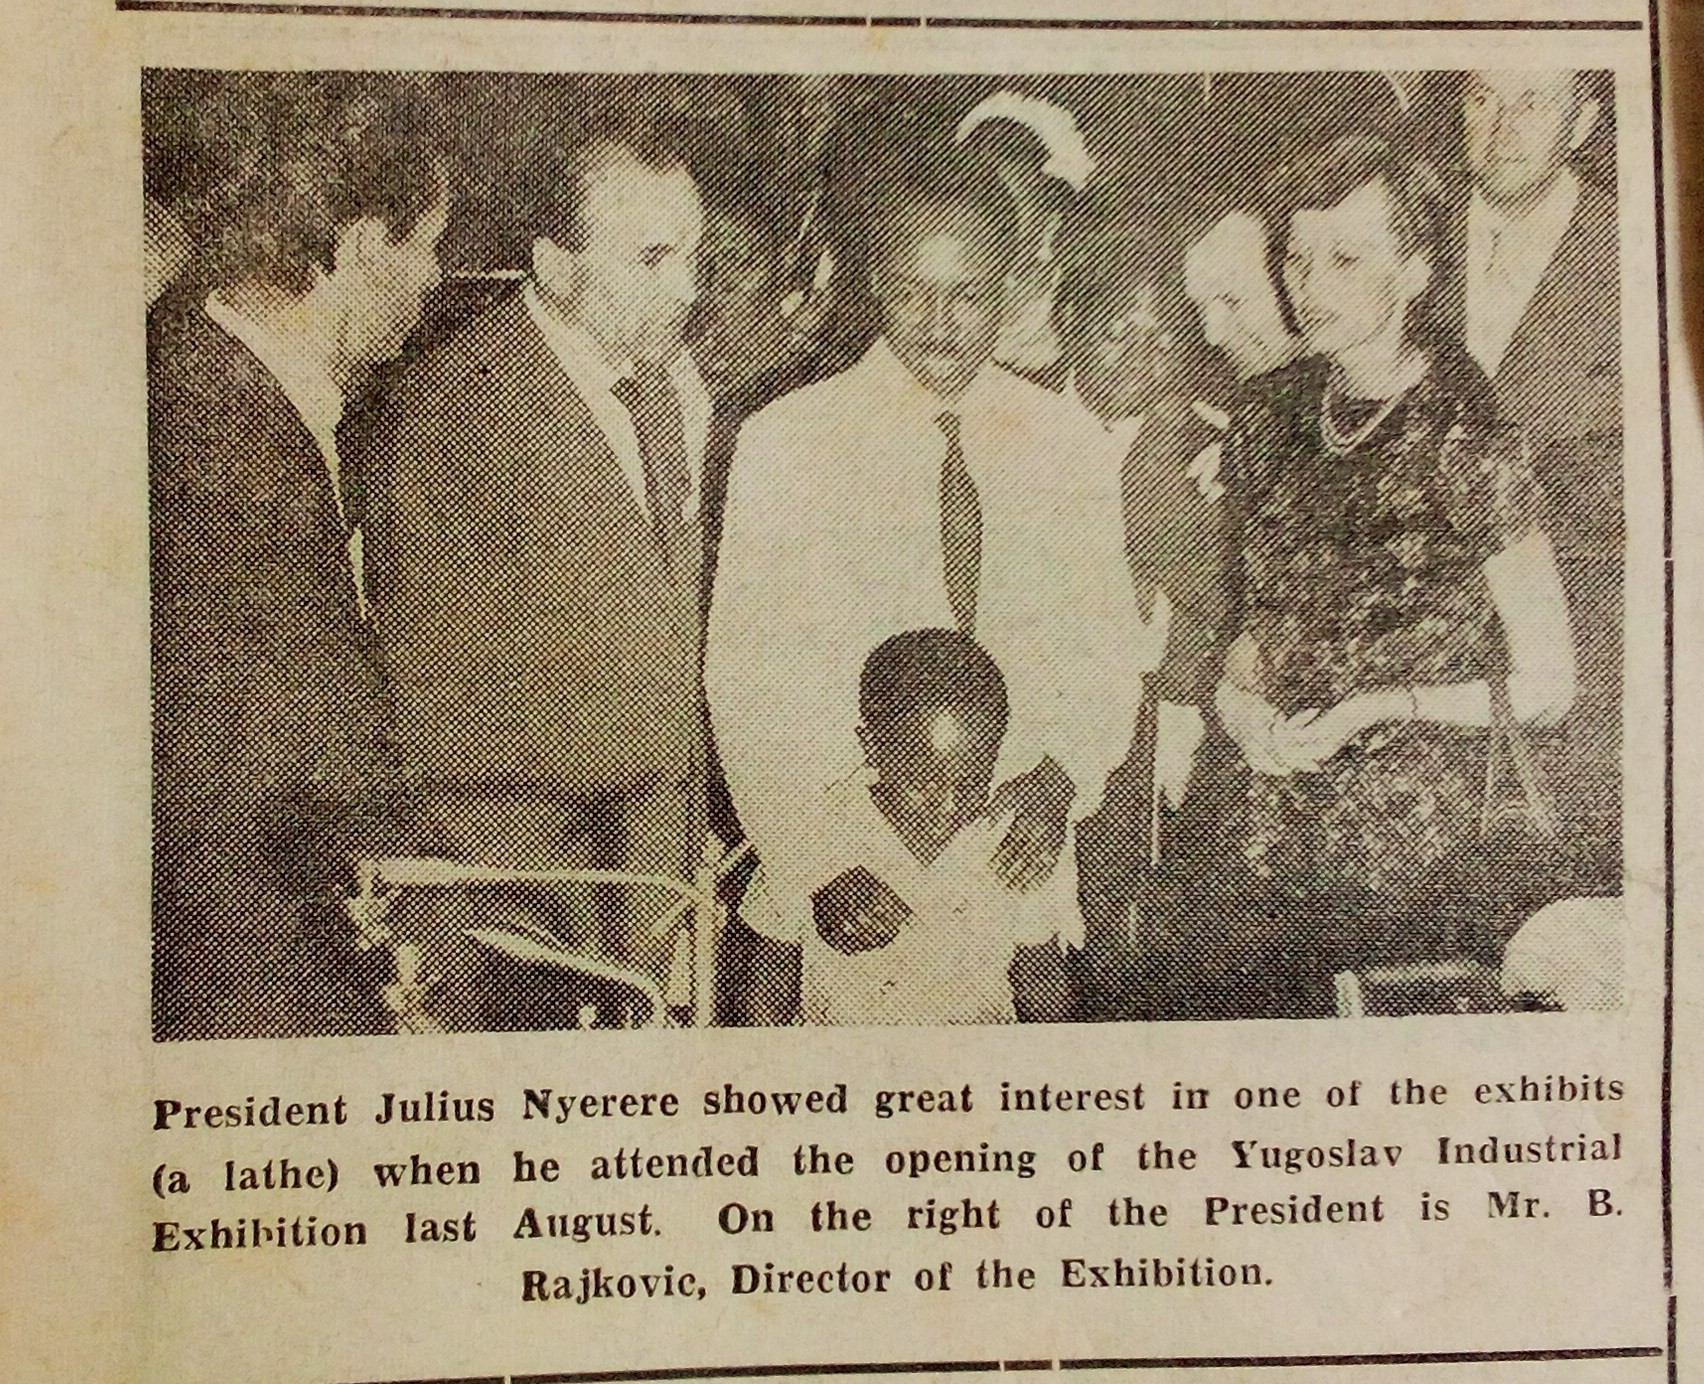 President Julius Nyerere showed great interest in one of the exhibits
(a lathe) when he attended the opening of the Yugoslav Industrial
Exhibition last August. On the right of the President is Mr. B.
Rajkovic, Director of the Exhibition.